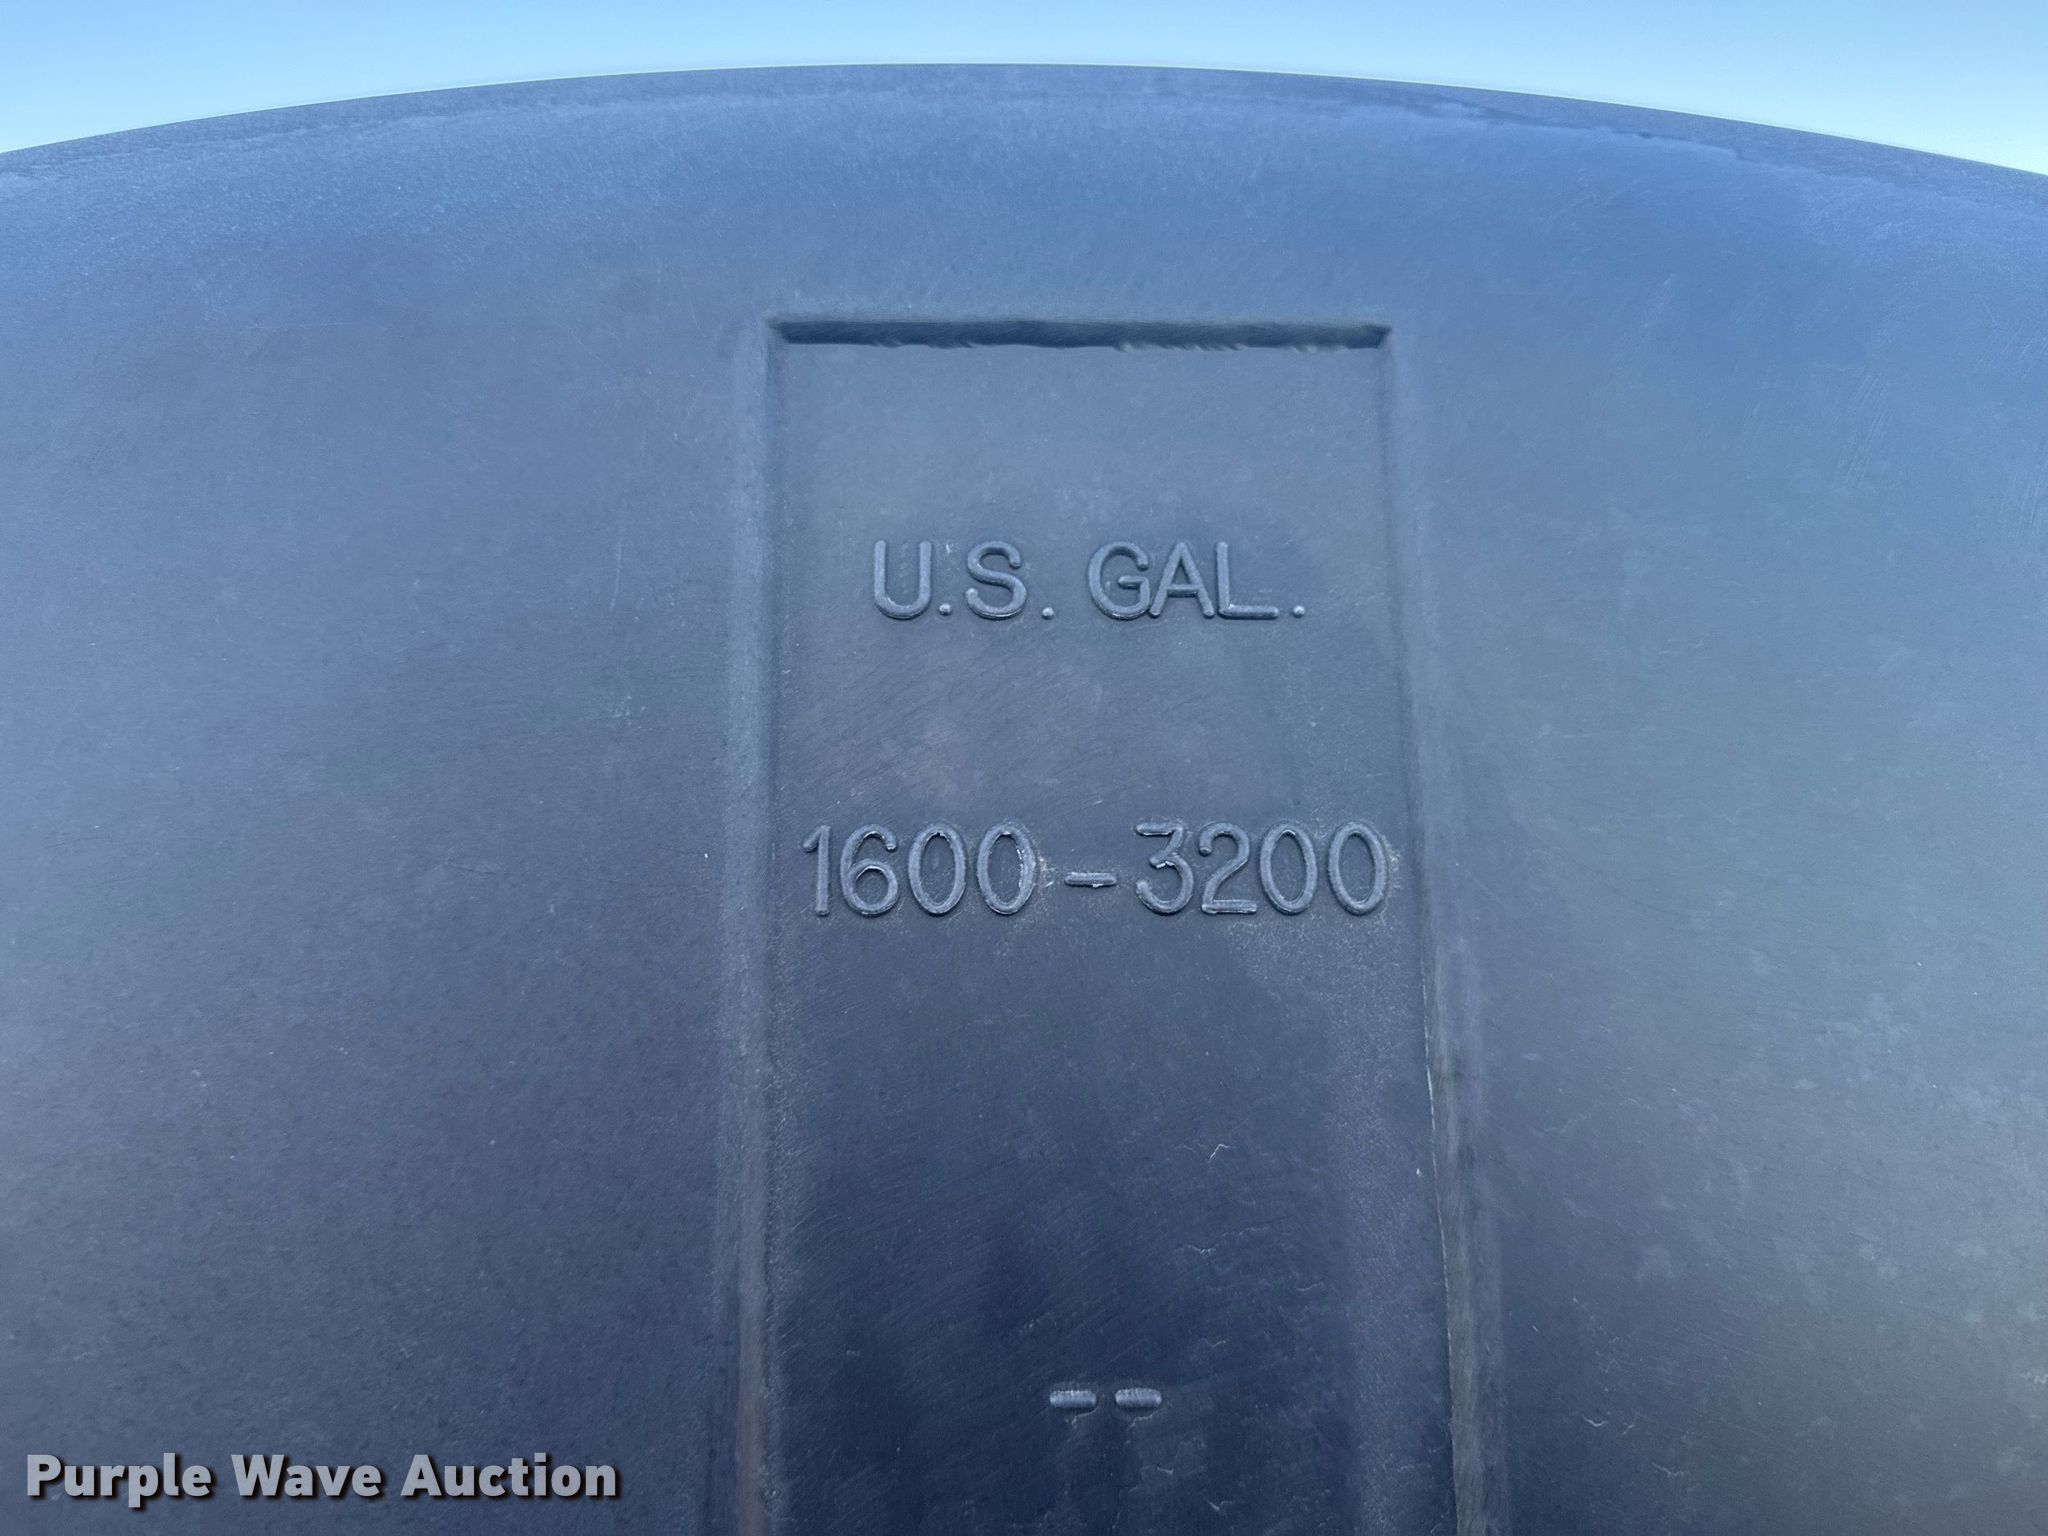 U.S. GAL.
1600-3200
--
Purple Wave Auction